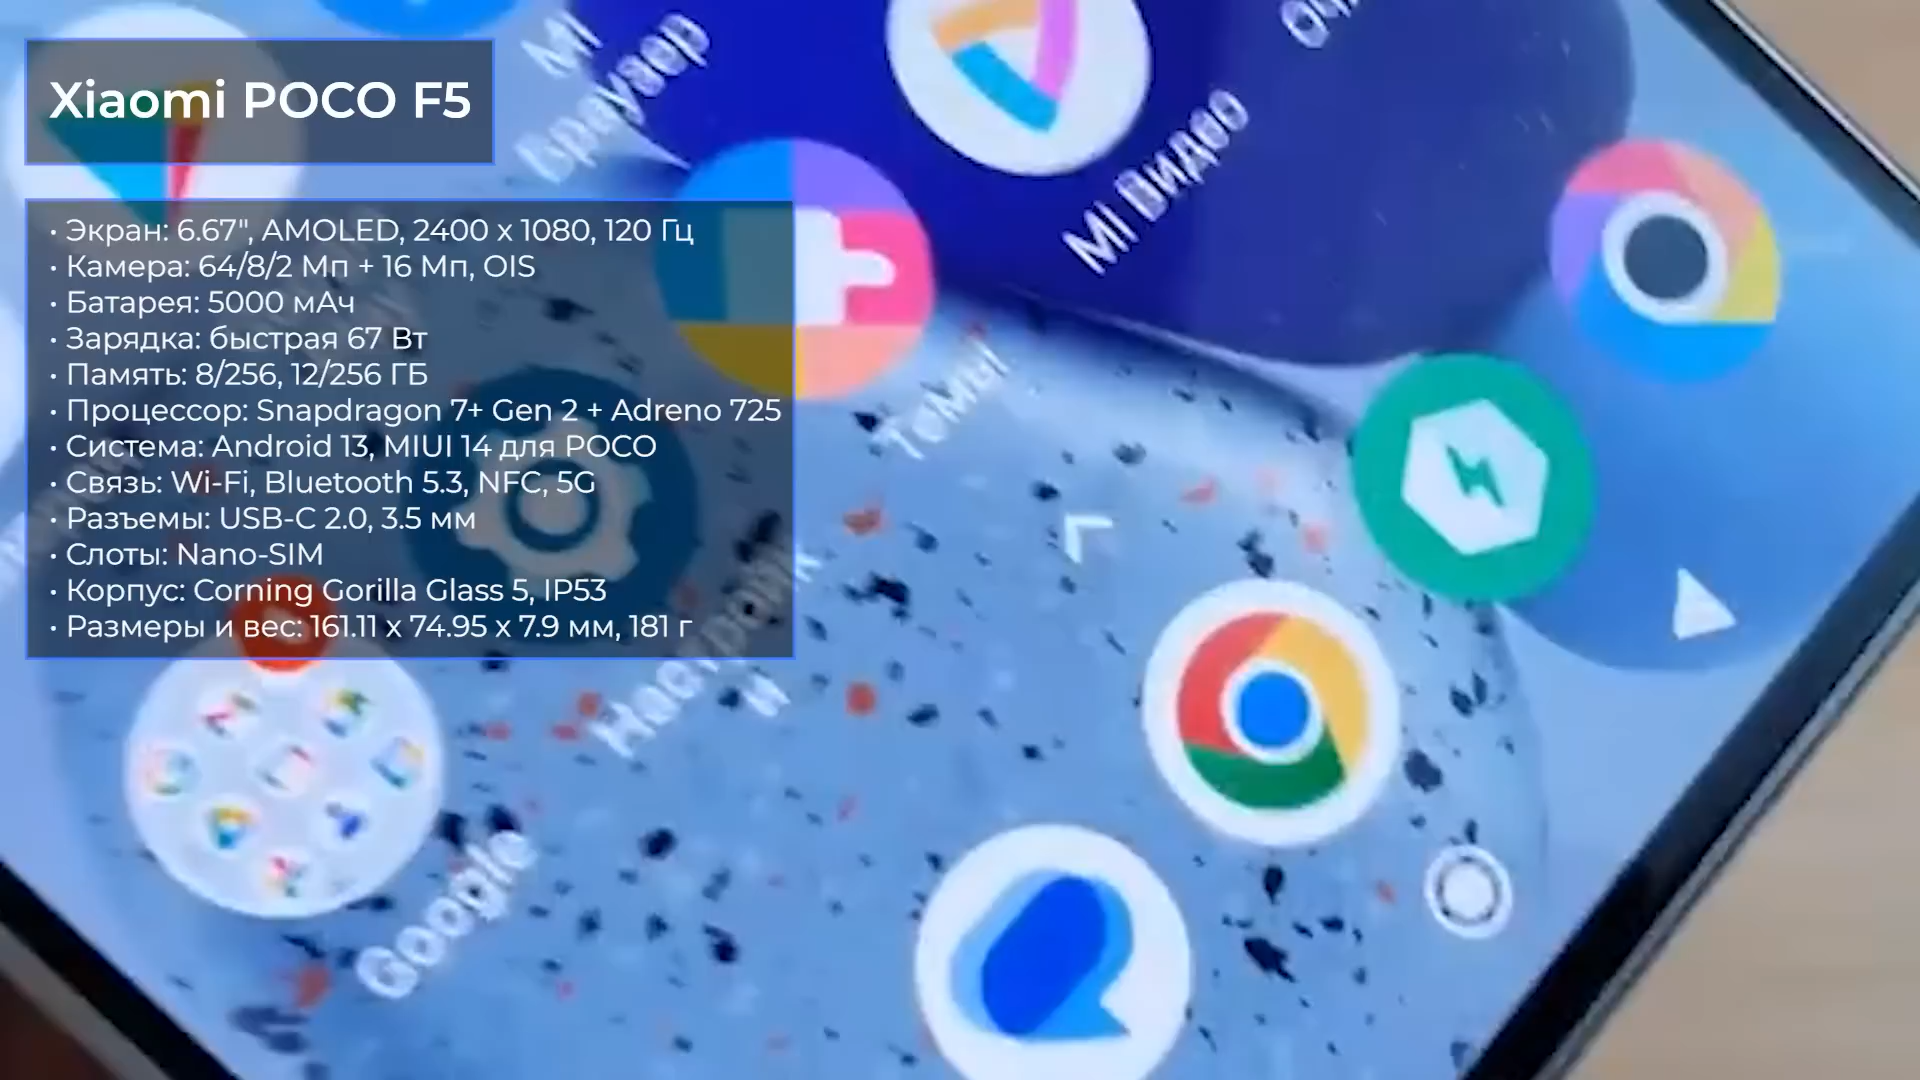 Xiaomi POCO F5
• Экран: 6.67", AMOLED, 2400 x 1080, 120 Гц
• Камера: 64/8/2 Мп + 16 Мп, OIS
• Батарея: 5000 мАч
• Зарядка: быстрая 67 Вт
• Память: 8/256, 12/256 ГБ
• Процессор: Snapdragon 7+ Gen 2 + Adreno 725
• Система: Android 13, MIUI 14 для POCO
• Связь: Wi-Fi, Bluetooth 5.3, NFC, 5G
• Разъемы: USB-C 2.0, 3.5 мм
• Слоты: Nano-SIM
• Корпус: Corning Gorilla Glass 5, IP53
• Размеры и вес: 161.11 x 74.95 x 7.9 мм, 181 г
Mi
Браузер
Mi Видео
Темы
Настройк
и
Google